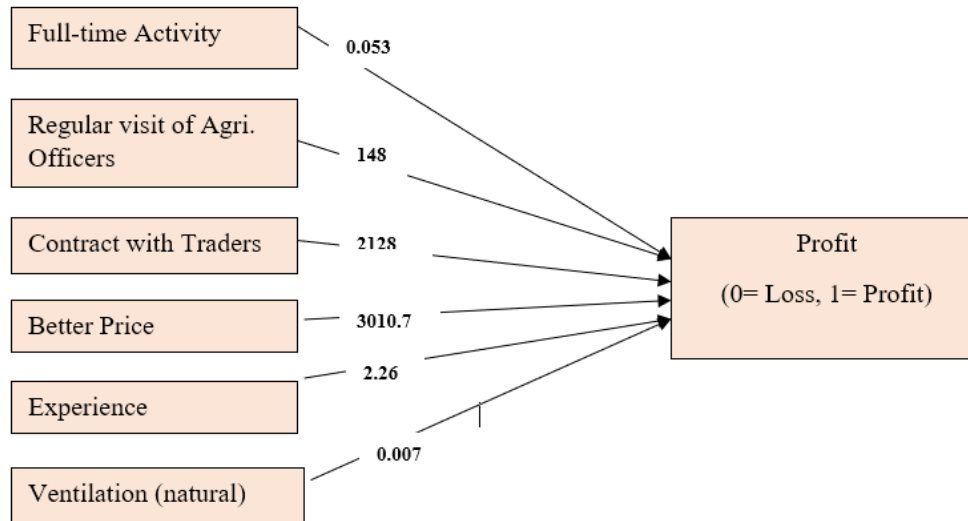 Full-time Activity
0.053
Regular visit of Agri.
Officers
148
Contract with Traders
2128
Profit
(0= Loss, 1= Profit)
Better Price
3010.7
Experience
2.26
Ventilation (natural)
0.007